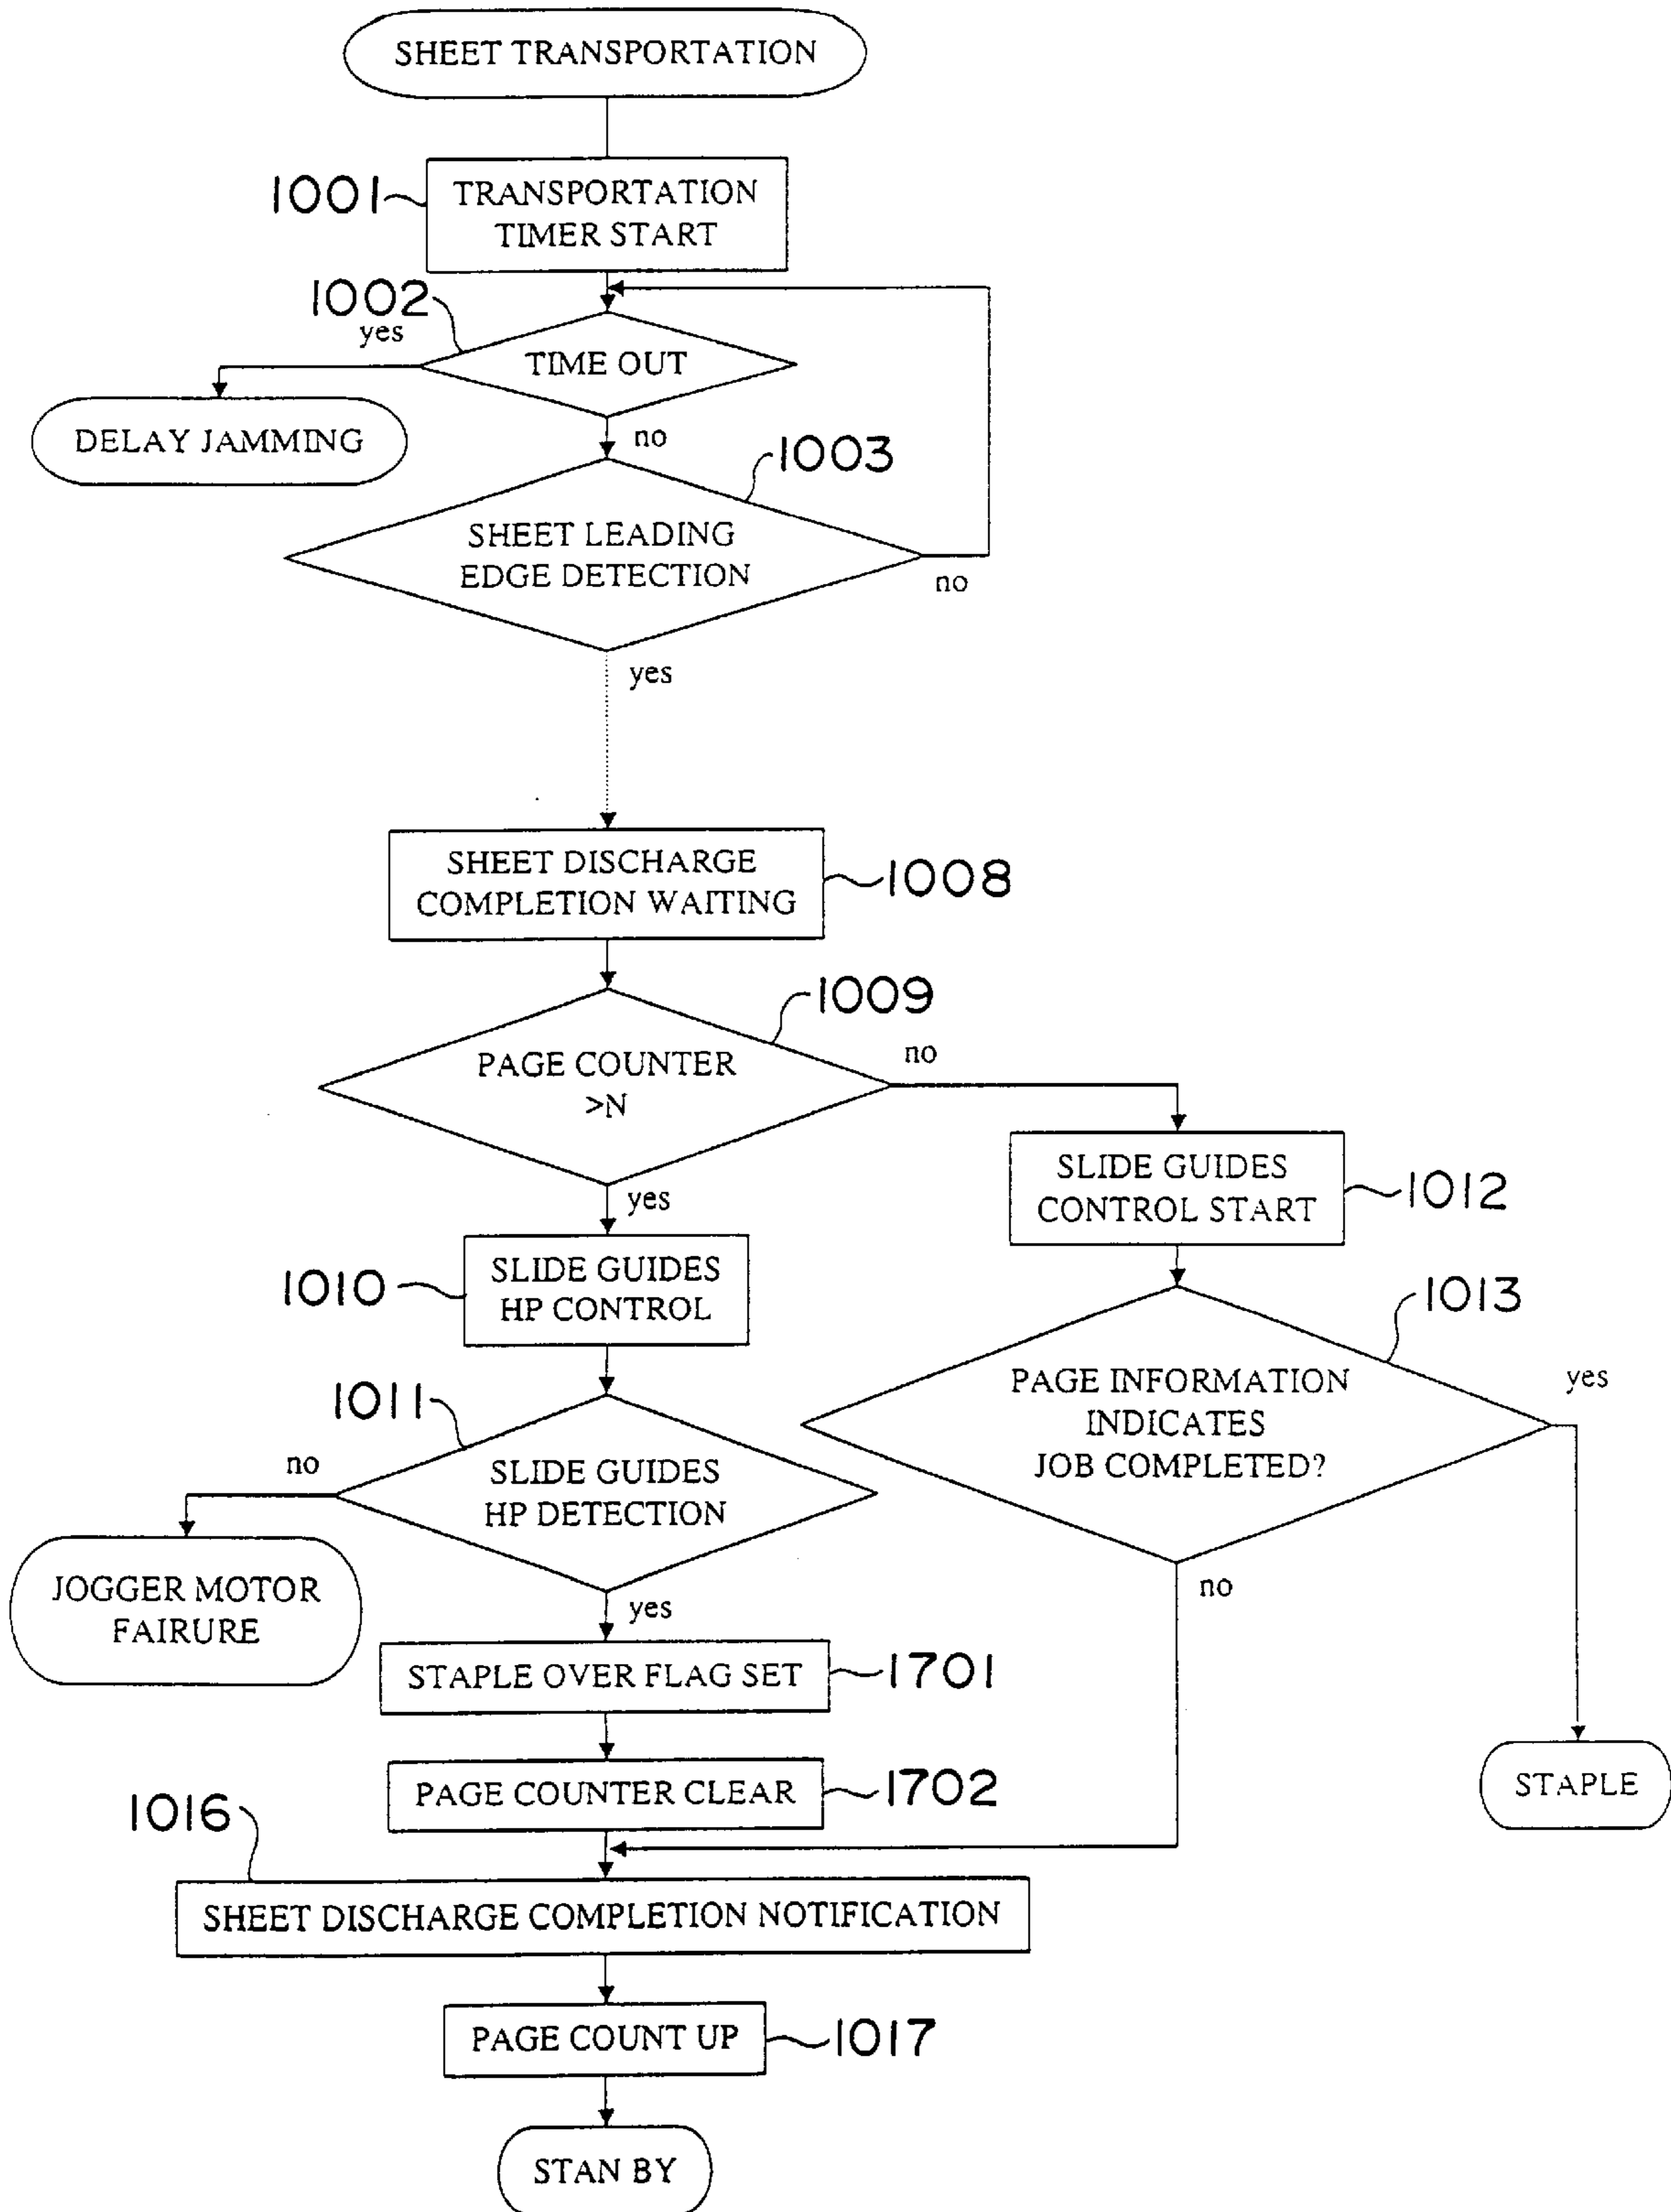 SHEET TRANSPORTATION
1001
TRANSPORTATION
TIMER START
1002
yes
TIME OUT
DELAY JAMMING
no
1003
SHEET LEADING
EDGE DETECTION
no
yes
SHEET DISCHARGE
COMPLETION WAITING
1008
1009
PAGE COUNTER
>N
no
yes
SLIDE GUIDES
CONTROL START
1012
1010
SLIDE GUIDES
HP CONTROL
1013
PAGE INFORMATION
INDICATES
JOB COMPLETED?
yes
no
1011
no
SLIDE GUIDES
HP DETECTION
JOGGER MOTOR
FAIRURE
yes
STAPLE OVER FLAG SET
1701
PAGE COUNTER CLEAR
1702
STAPLE
1016
SHEET DISCHARGE COMPLETION NOTIFICATION
PAGE COUNT UP
1017
STAN BY